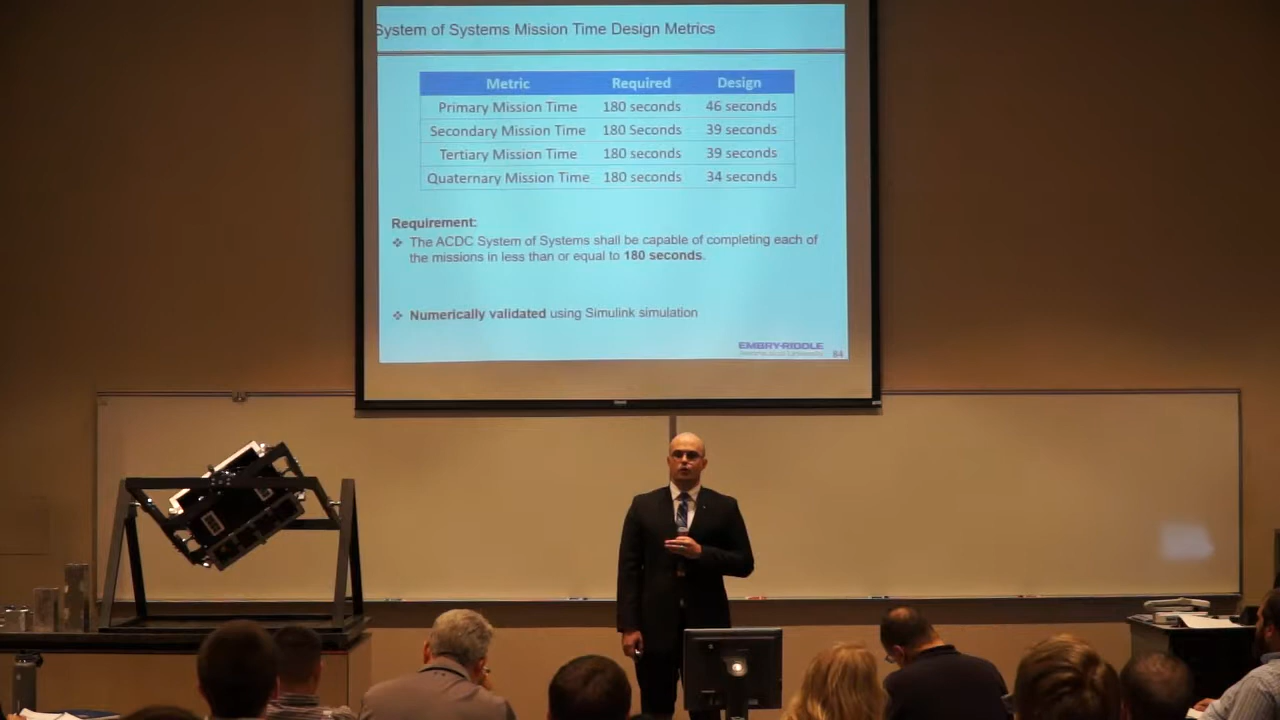 System of Systems Mission Time Design Metrics
Metric Required Design
Primary Mission Time 180 seconds 46 seconds
Secondary Mission Time 180 Seconds 39 seconds
Tertiary Mission Time 180 seconds 39 seconds
Quaternary Mission Time 180 seconds 34 seconds
Requirement:
❖ The ACDC System of Systems shall be capable of completing each of
the missions in less than or equal to 180 seconds.
❖ Numerically validated using Simulink simulation
EMBRY-RIDDLE
Aeronautical University
84